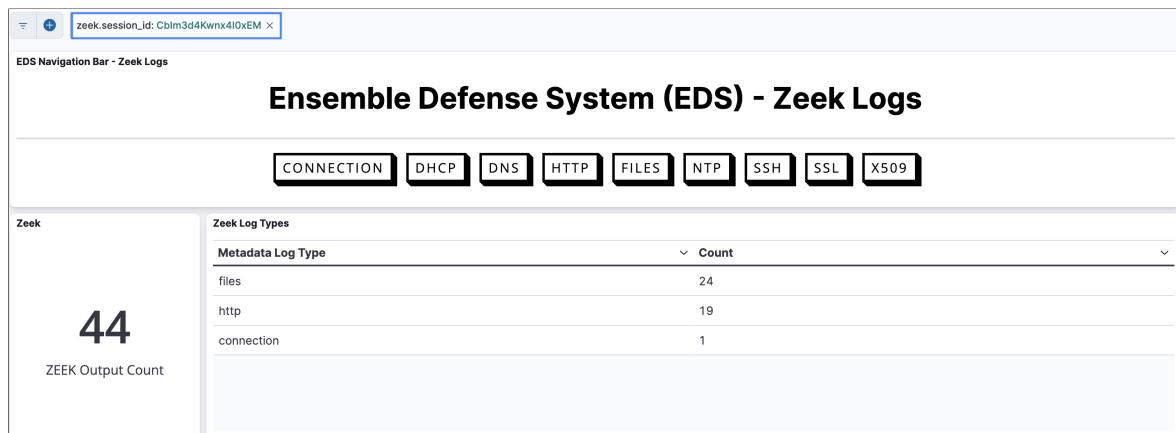 zeek.session_id: Cblm3d4Kwnx4l0xEM ×
EDS Navigation Bar - Zeek Logs
Ensemble Defense System (EDS) - Zeek Logs
CONNECTION DHCP DNS HTTP FILES NTP SSH SSL X509
Zeek
44
ZEEK Output Count
Zeek Log Types
Metadata Log Type Count
files 24
http 19
connection 1